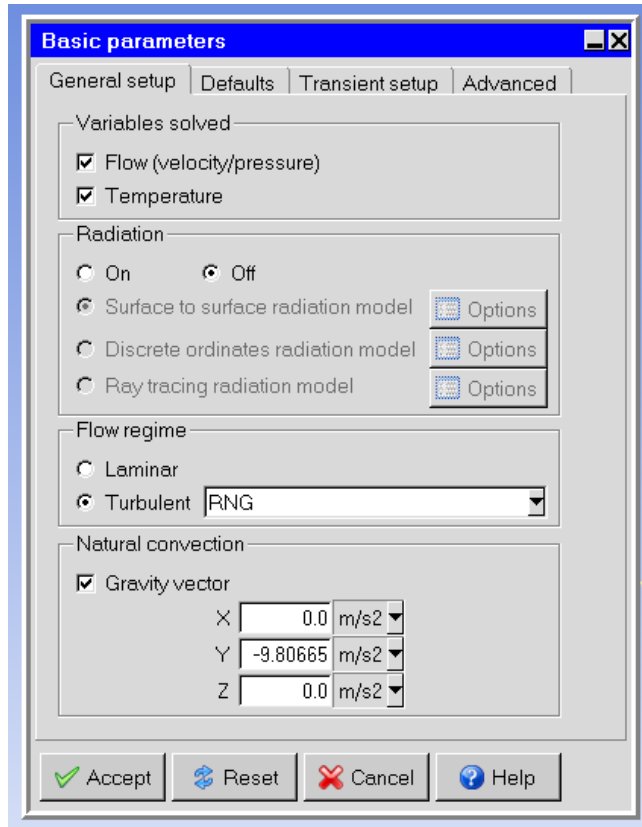 Basic parameters
General setup Defaults Transient setup Advanced
Variables solved
Flow (velocity/pressure)
Temperature
Radiation
On Off
Surface to surface radiation model Options
Discrete ordinates radiation model Options
Ray tracing radiation model Options
Flow regime
Laminar
Turbulent RNG
Natural convection
Gravity vector
X 0.0 m/s2
Y -9.80665 m/s2
Z 0.0 m/s2
Accept Reset Cancel Help